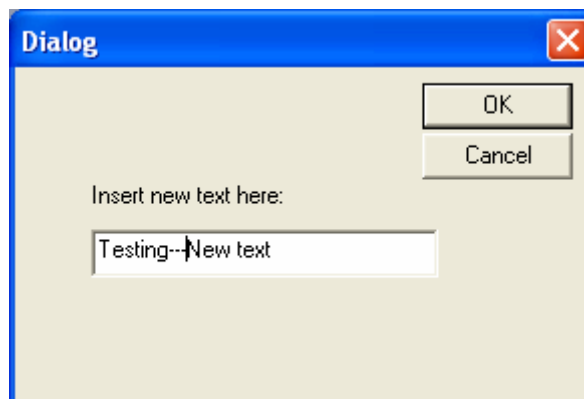 Dialog
OK
Cancel
Insert new text here:
Testing---New text